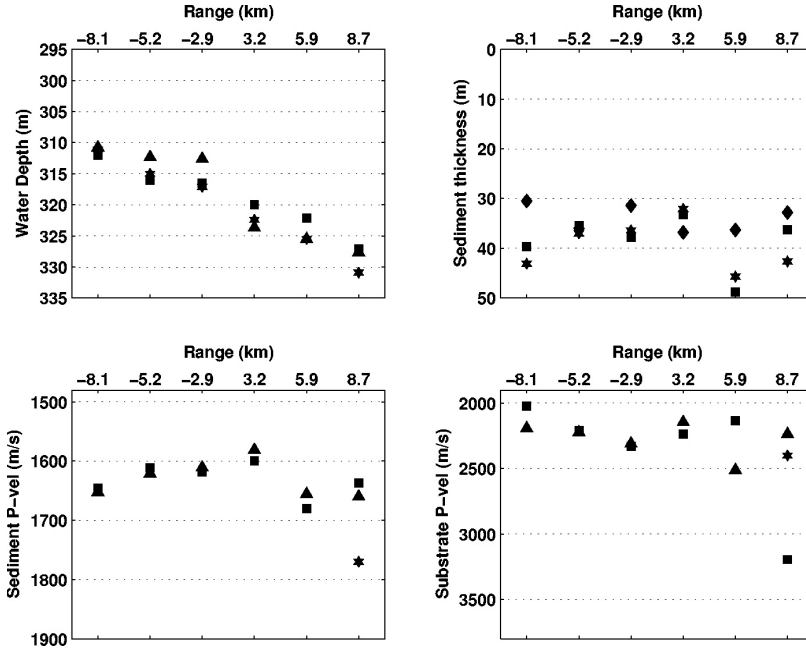 Range (km)
−8.1 −5.2 −2.9 3.2 5.9 8.7
295
300
305
310
315
320
325
330
335
Water Depth (m)
Range (km)
−8.1 −5.2 −2.9 3.2 5.9 8.7
0
10
20
30
40
50
Sediment thickness (m)
Range (km)
−8.1 −5.2 −2.9 3.2 5.9 8.7
1500
1600
1700
1800
1900
Sediment P−vel (m/s)
Range (km)
−8.1 −5.2 −2.9 3.2 5.9 8.7
2000
2500
3000
3500
Substrate P−vel (m/s)